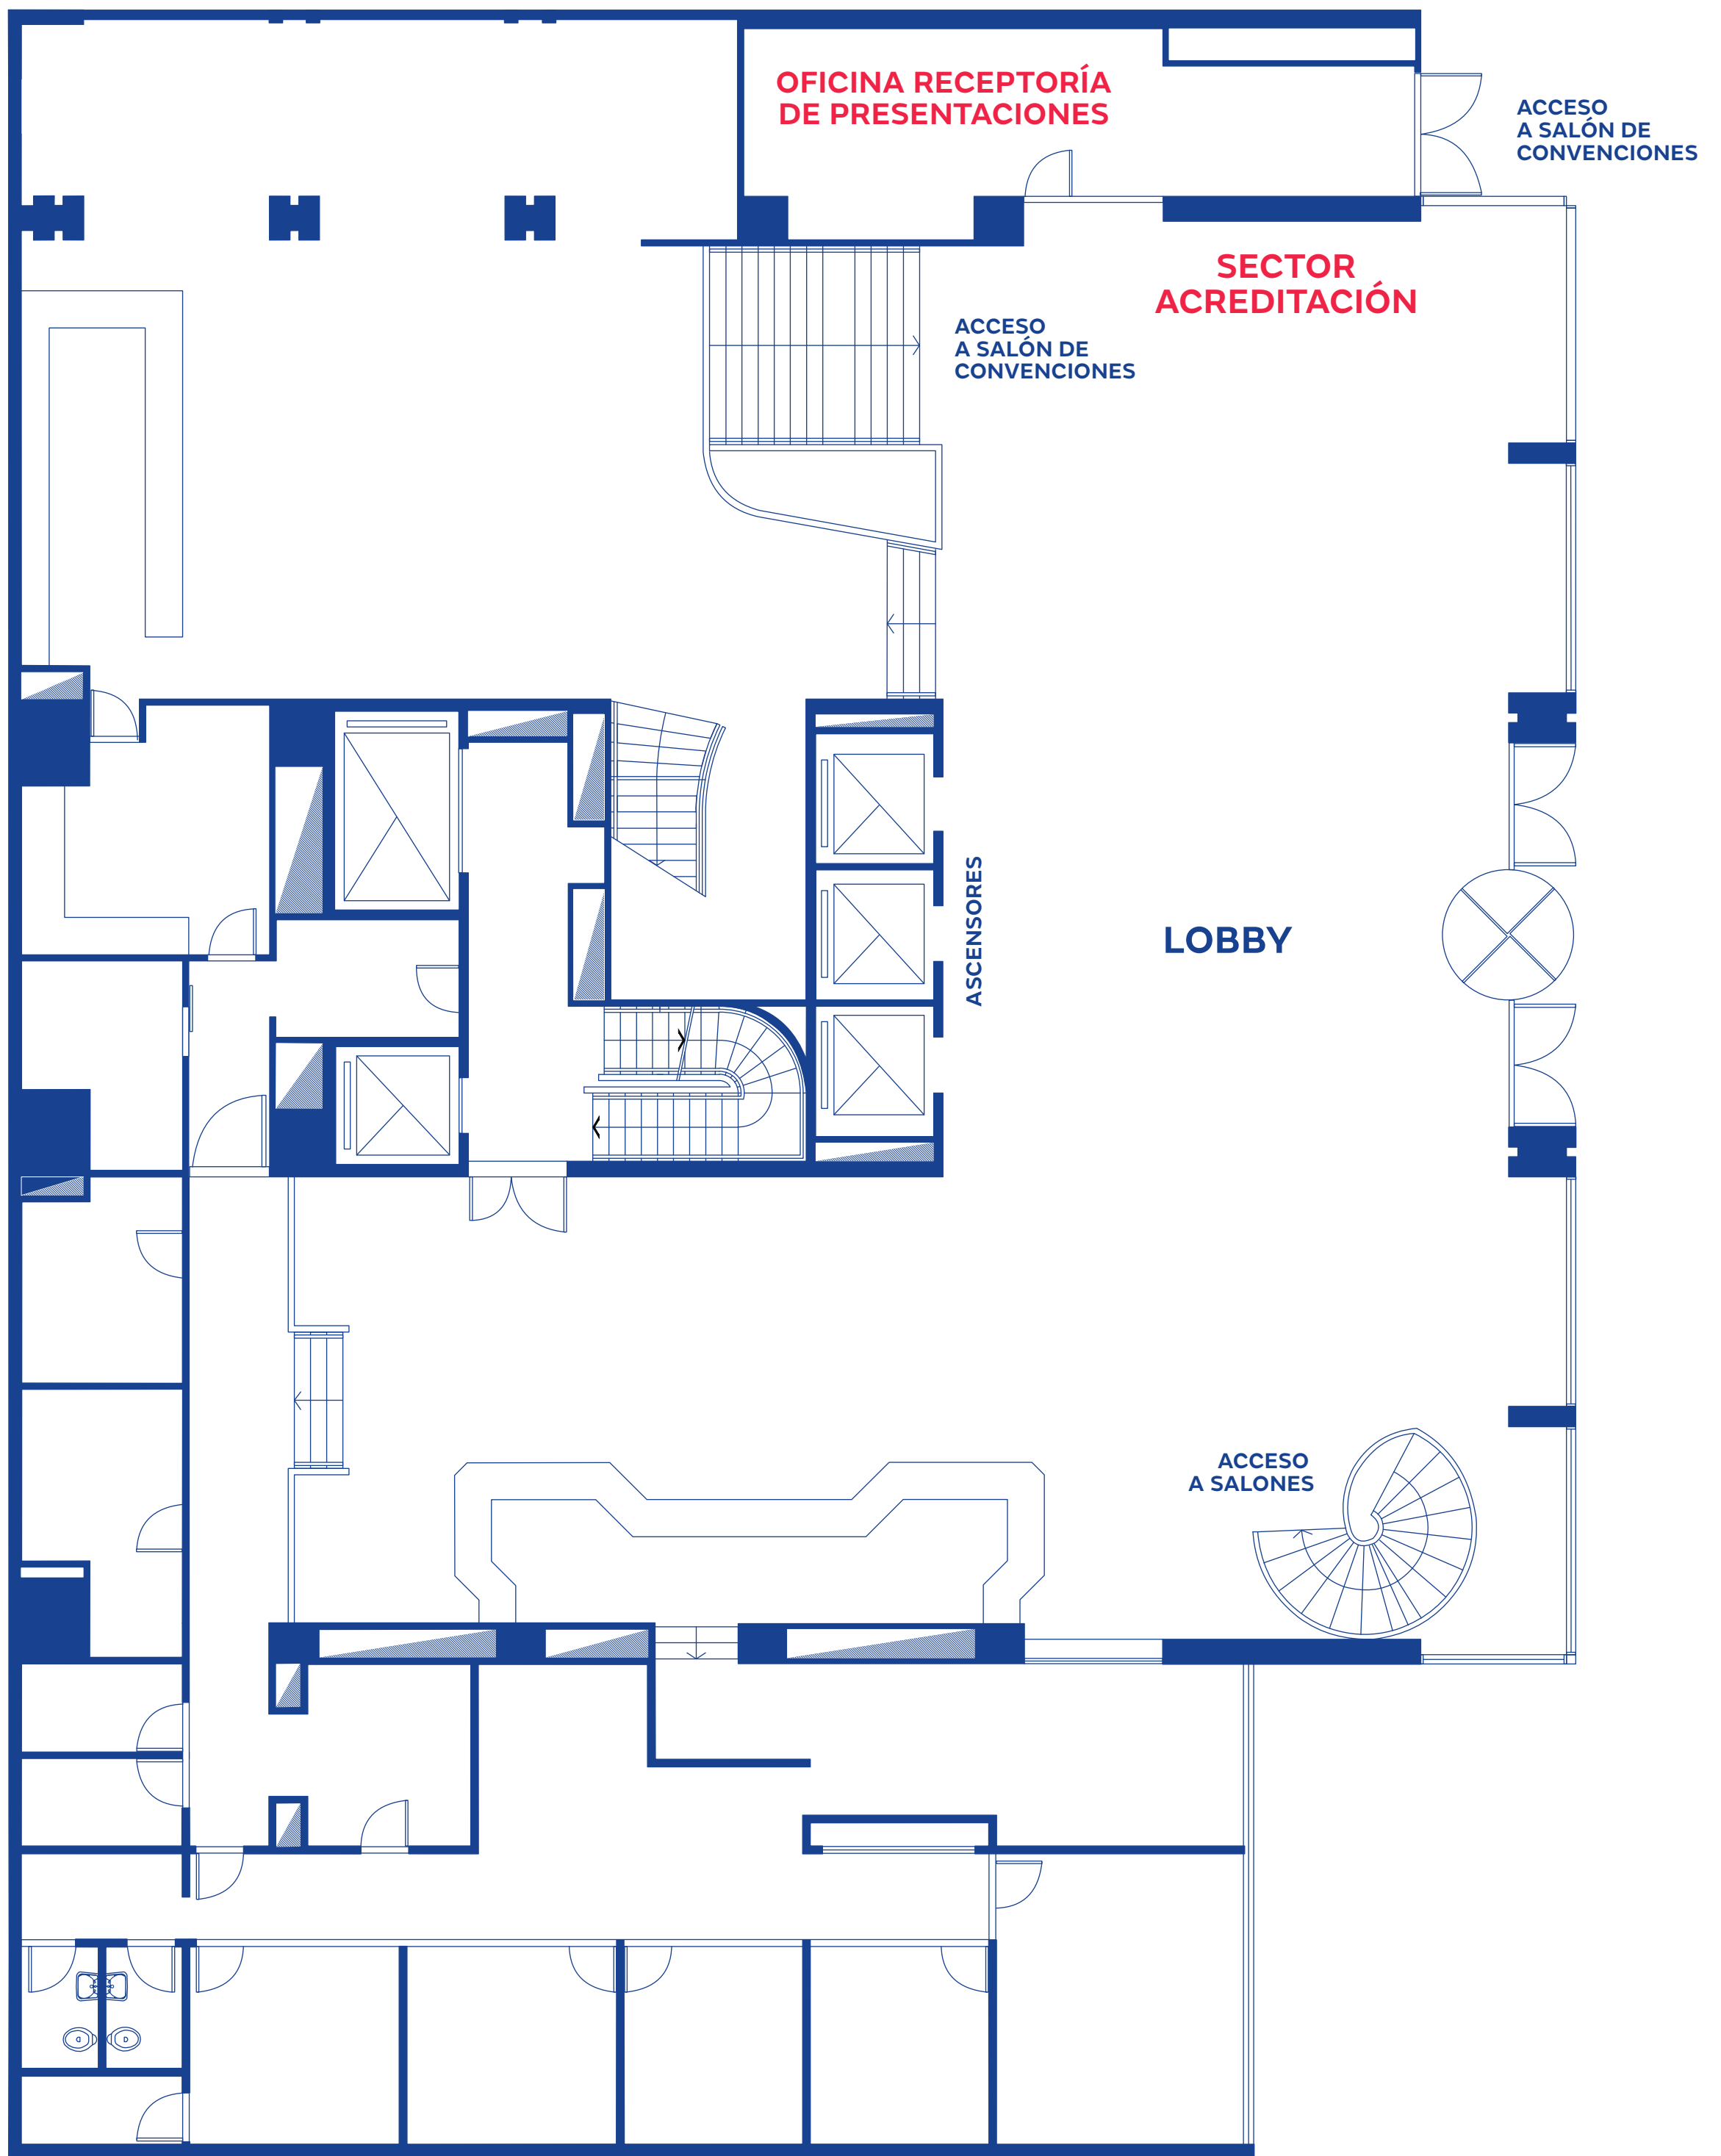 OFICINA RECEPTORÍA
DE PRESENTACIONES
ACCESO
A SALÓN DE
CONVENCIONES
SECTOR
ACREDITACIÓN
ACCESO
A SALÓN DE
CONVENCIONES
ASCENSORES
LOBBY
ACCESO
A SALONES